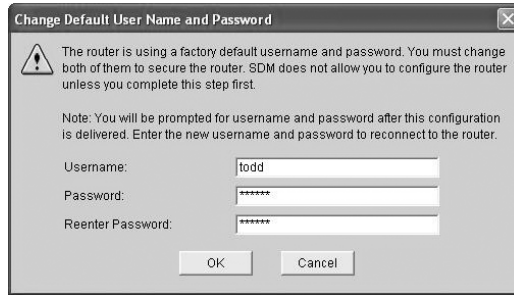 Change Default User Name and Password
The router is using a factory default username and password. You must change
both of them to secure the router. SDM does not allow you to configure the router
unless you complete this step first.
Note: You will be prompted for username and password after this configuration
is delivered. Enter the new username and password to reconnect to the router.
Username: todd
Password: ******
Reenter Password: ******
OK Cancel